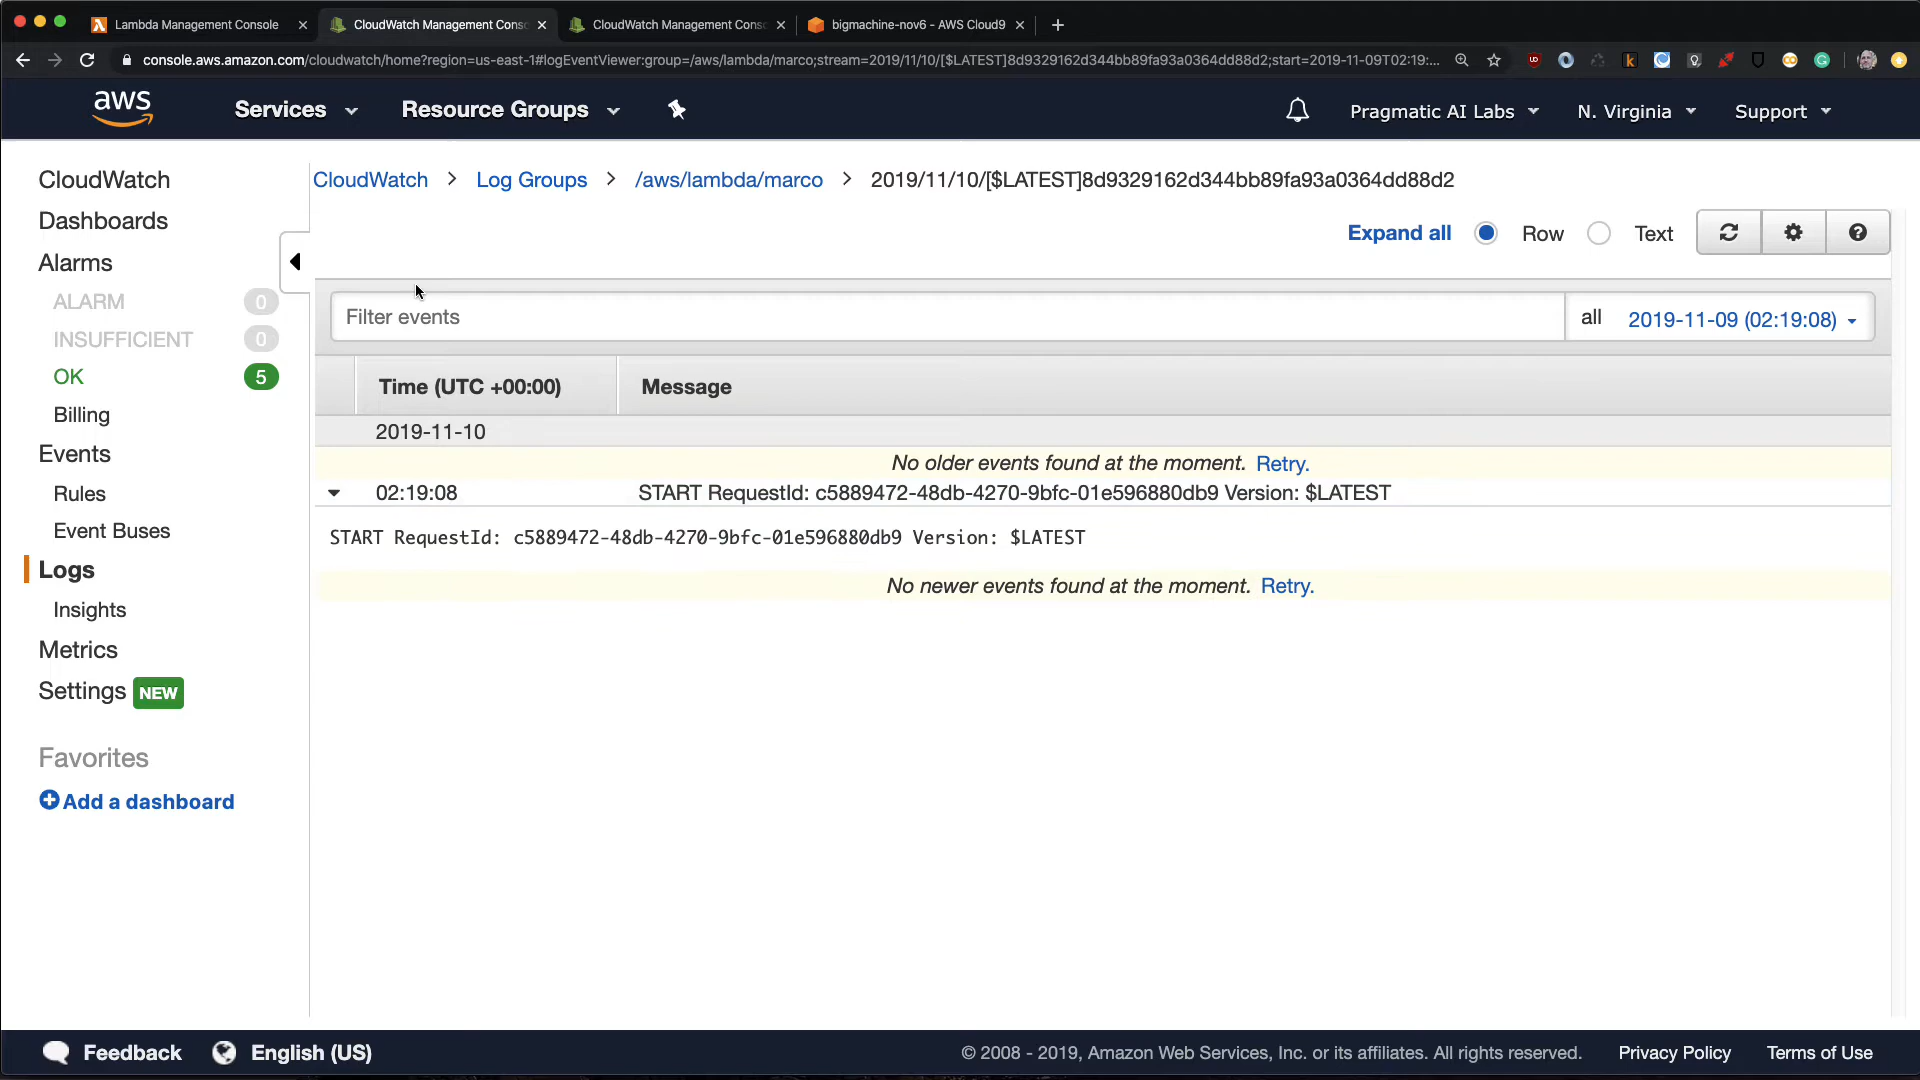 Lambda Management Console
CloudWatch Management Conso
CloudWatch Management Conso
bigmachine-nov6 - AWS Cloud9
console.aws.amazon.com/cloudwatch/home?region=us-east-1#logEventViewer:group=/aws/lambda/marco;stream=2019/11/10/[$LATEST]8d9329162d344bb89fa93a0364dd88d2;start=2019-11-09T02:19:...
aws
Services
Resource Groups
Pragmatic AI Labs
N. Virginia
Support
CloudWatch
Dashboards
Alarms
ALARM 0
INSUFFICIENT 0
OK 5
Billing
Events
Rules
Event Buses
Logs
Insights
Metrics
Settings NEW
Favorites
Add a dashboard
CloudWatch > Log Groups > /aws/lambda/marco > 2019/11/10/[$LATEST]8d9329162d344bb89fa93a0364dd88d2
Expand all Row Text
Filter events
all 2019-11-09 (02:19:08)
Time (UTC +00:00) Message
2019-11-10
No older events found at the moment. Retry.
02:19:08 START RequestId: c5889472-48db-4270-9bfc-01e596880db9 Version: $LATEST
START RequestId: c5889472-48db-4270-9bfc-01e596880db9 Version: $LATEST
No newer events found at the moment. Retry.
Feedback
English (US)
© 2008 - 2019, Amazon Web Services, Inc. or its affiliates. All rights reserved.
Privacy Policy
Terms of Use